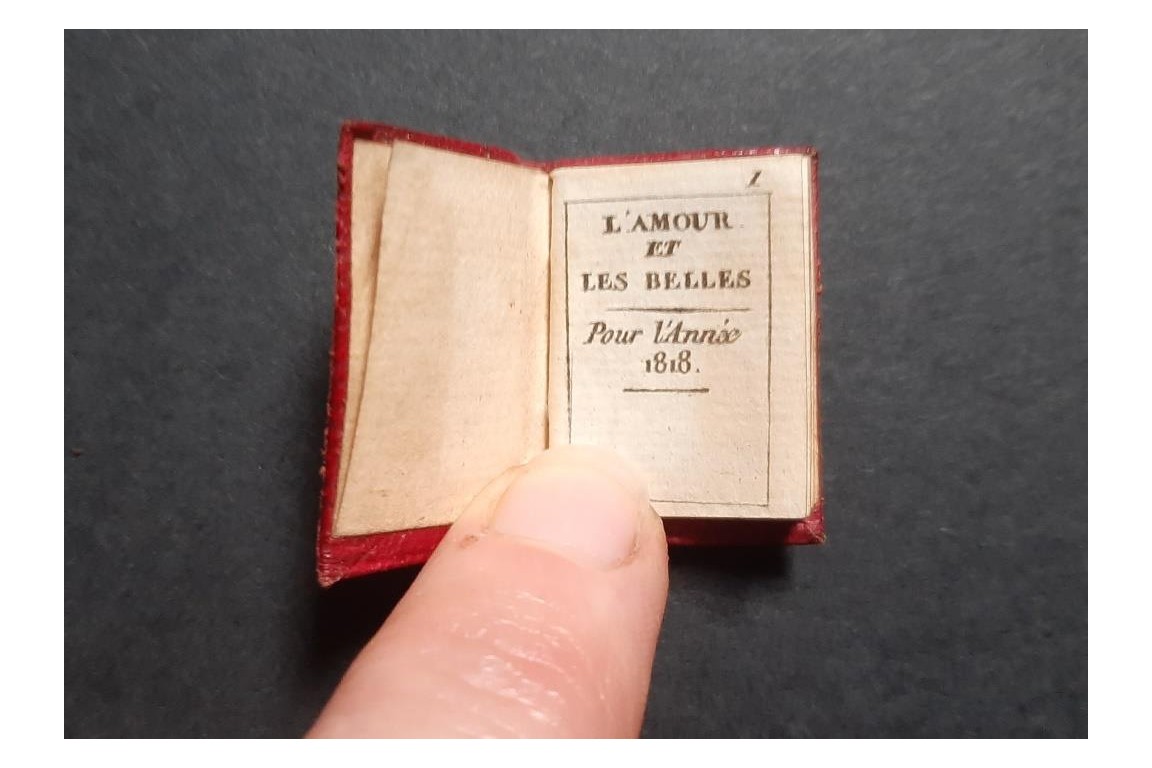 1
L'AMOUR
ET
LES BELLES
Pour l'Année
1818.